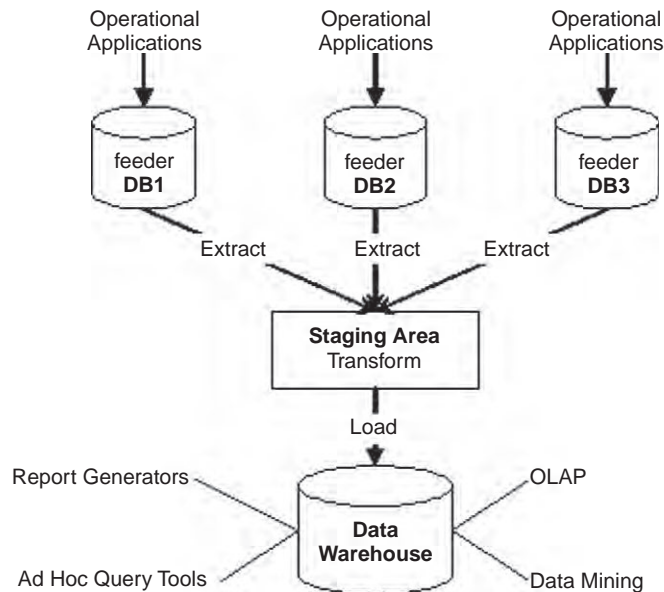 Operational
Applications
Operational
Applications
Operational
Applications
feeder
DB1
feeder
DB2
feeder
DB3
Extract
Extract
Extract
Staging Area
Transform
Load
Report Generators
OLAP
Data
Warehouse
Ad Hoc Query Tools
Data Mining